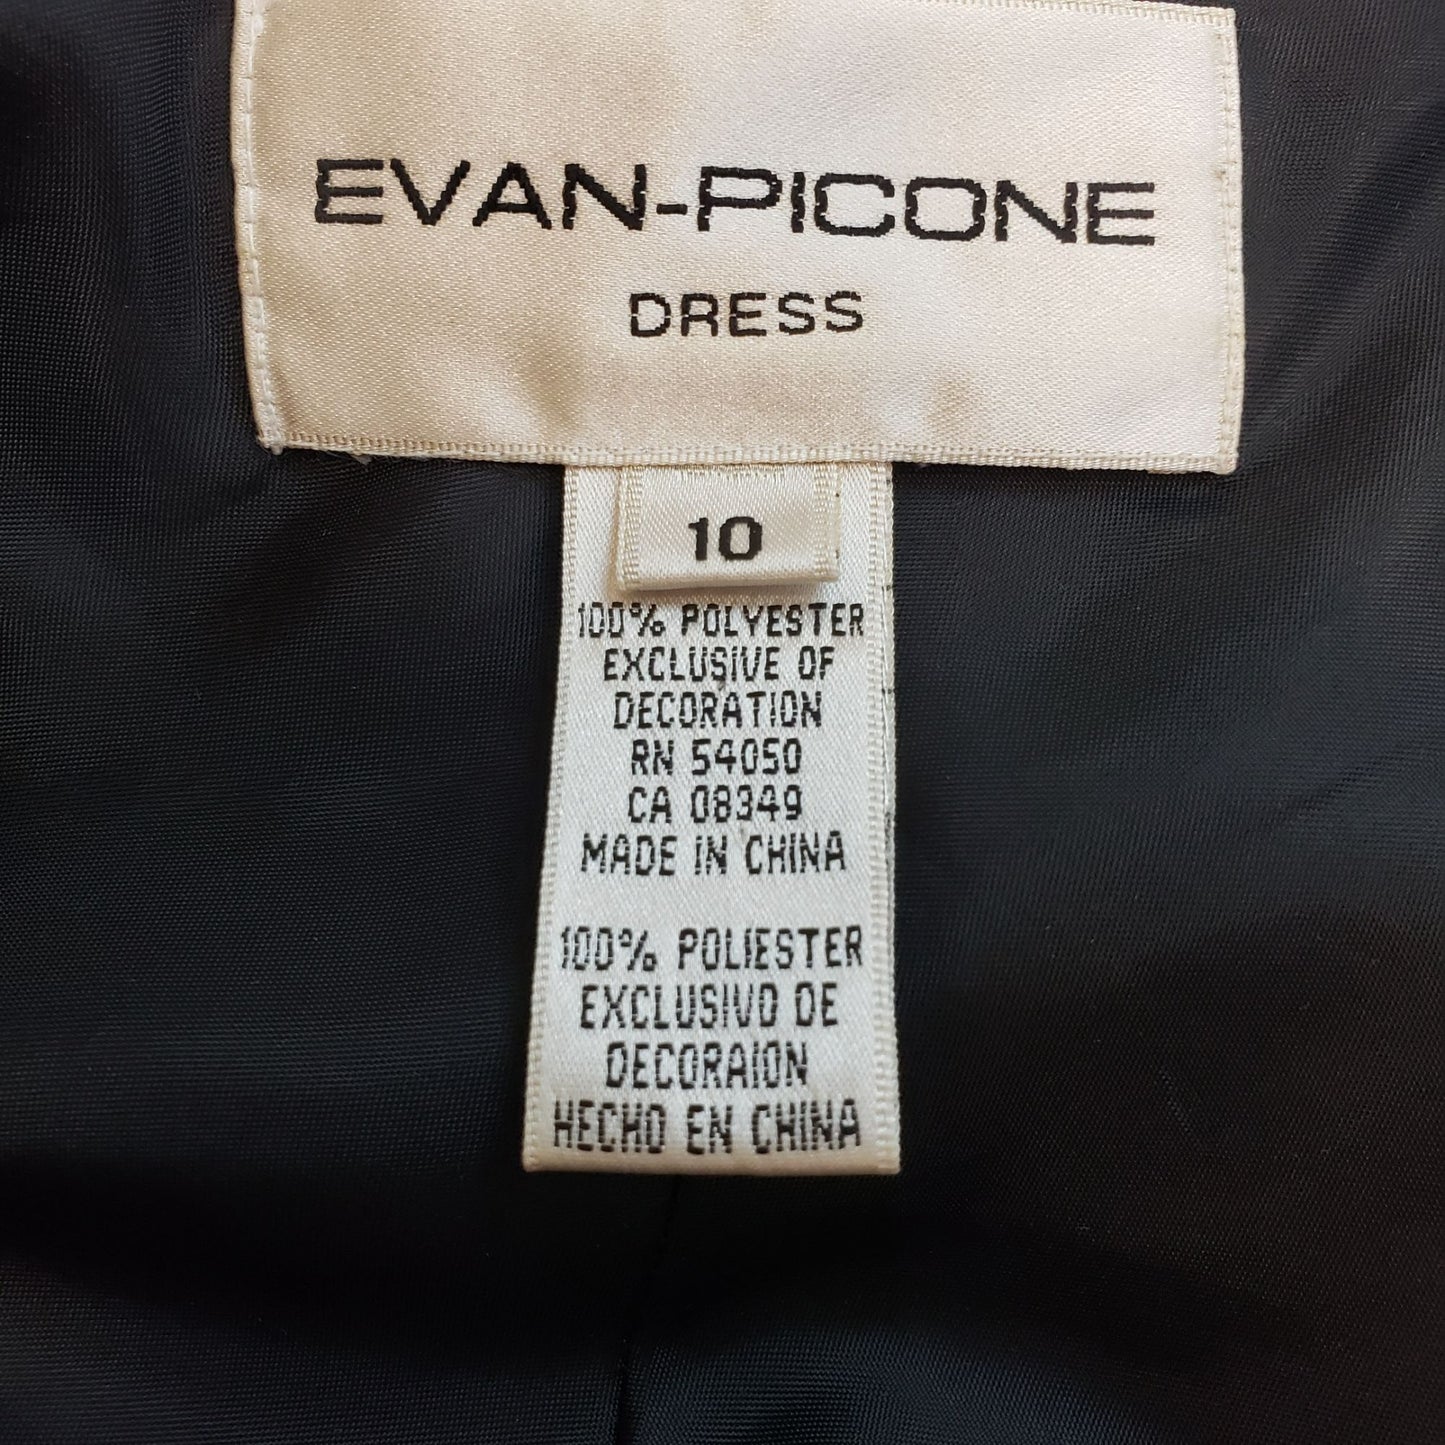 EVAN-PICONE
DRESS
10
100% POLYESTER
EXCLUSIVE OF
DECORATION
RN 54050
CA 08349
MADE IN CHINA
100% POLIESTER
EXCLUSIVO DE
DECORAION
HECHO EN CHINA